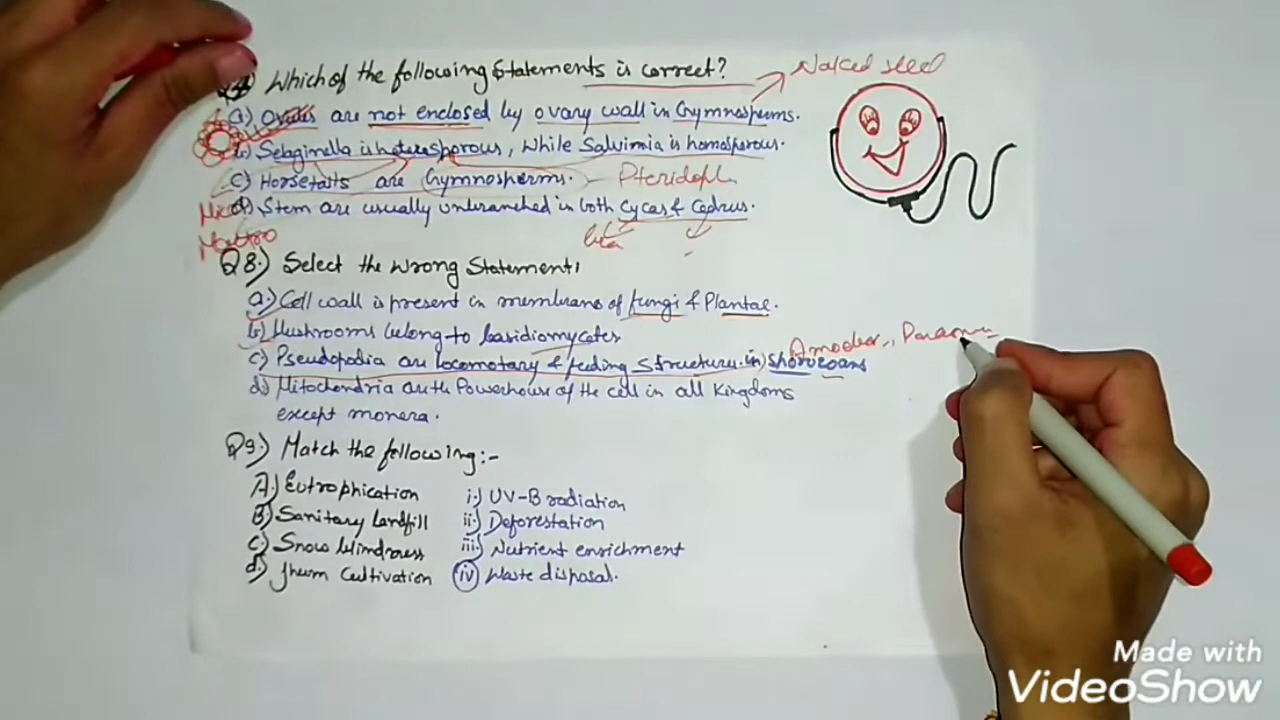 Which of the following Statements is correct? Naked seed
a) Ovules are not enclosed by ovary wall in Gymnosperms.
b) Selaginella is heterosporous, while Salvinia is homosporous.
c) Horsetails are Gymnosperms. Pteridoph
d) Stem are usually unbranched in both Cycas & Cedrus.
Q8.) Select the wrong Statement:
a.) Cell wall is present in membrane of fungi & Plantae.
b) Mushrooms belong to basidiomycetes
c) Pseudopodia are locomotary & feeding structure in Sporozoans
d) Mitochondria are the Powerhouse of the cell in all Kingdoms
except monera.
Q9.) Match the following:-
A.) Eutrophication i.) UV-B radiation
B) Sanitary landfill ii.) Deforestation
c) Snow blindness iii.) Nutrient enrichment
d) Jhum Cultivation iv) Waste disposal.
Made with
VideoShow